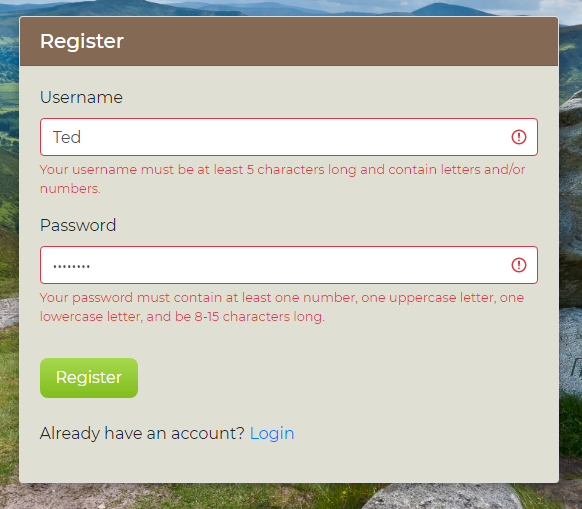 Register
Username
Ted
Your username must be at least 5 characters long and contain letters and/or
numbers.
Password
••••••••
Your password must contain at least one number, one uppercase letter, one
lowercase letter, and be 8-15 characters long.
Register
Already have an account? Login